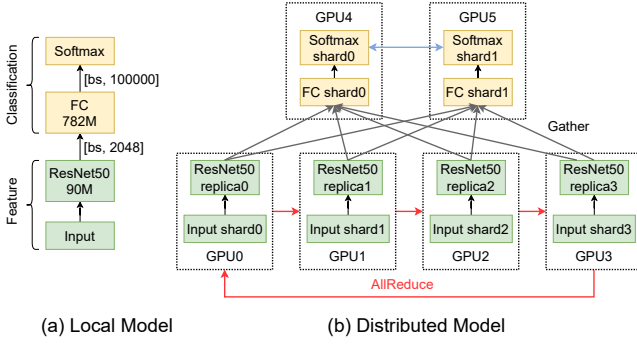 Classification
Softmax
[bs, 100000]
FC
782M
[bs, 2048]
Feature
ResNet50
90M
Input
(a) Local Model
GPU4
GPU5
Softmax
shard0
Softmax
shard1
FC shard0
FC shard1
Gather
ResNet50
replica0
ResNet50
replica1
ResNet50
replica2
ResNet50
replica3
Input shard0
Input shard1
Input shard2
Input shard3
GPU0
GPU1
GPU2
GPU3
AllReduce
(b) Distributed Model